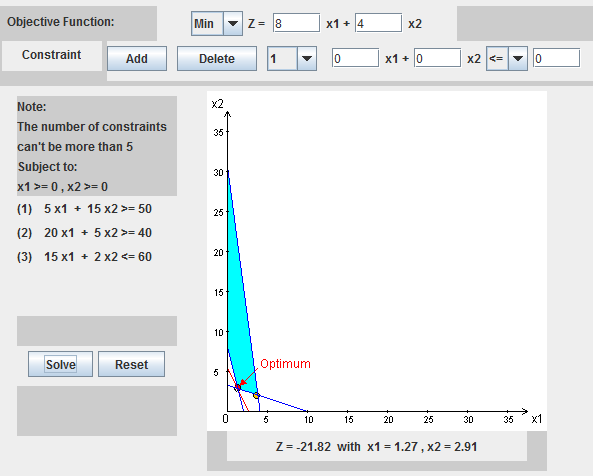 Objective Function:
Min Z = 8 x1 + 4 x2
Constraint
Add Delete 1 0 x1 + 0 x2 <= 0
Note:
The number of constraints
can't be more than 5
Subject to:
x1 >= 0 , x2 >= 0
(1) 5 x1 + 15 x2 >= 50
(2) 20 x1 + 5 x2 >= 40
(3) 15 x1 + 2 x2 <= 60
Solve Reset
x2
35
30
25
20
15
10
5
Optimum
0 5 10 15 20 25 30 35 x1
Z = -21.82 with x1 = 1.27 , x2 = 2.91